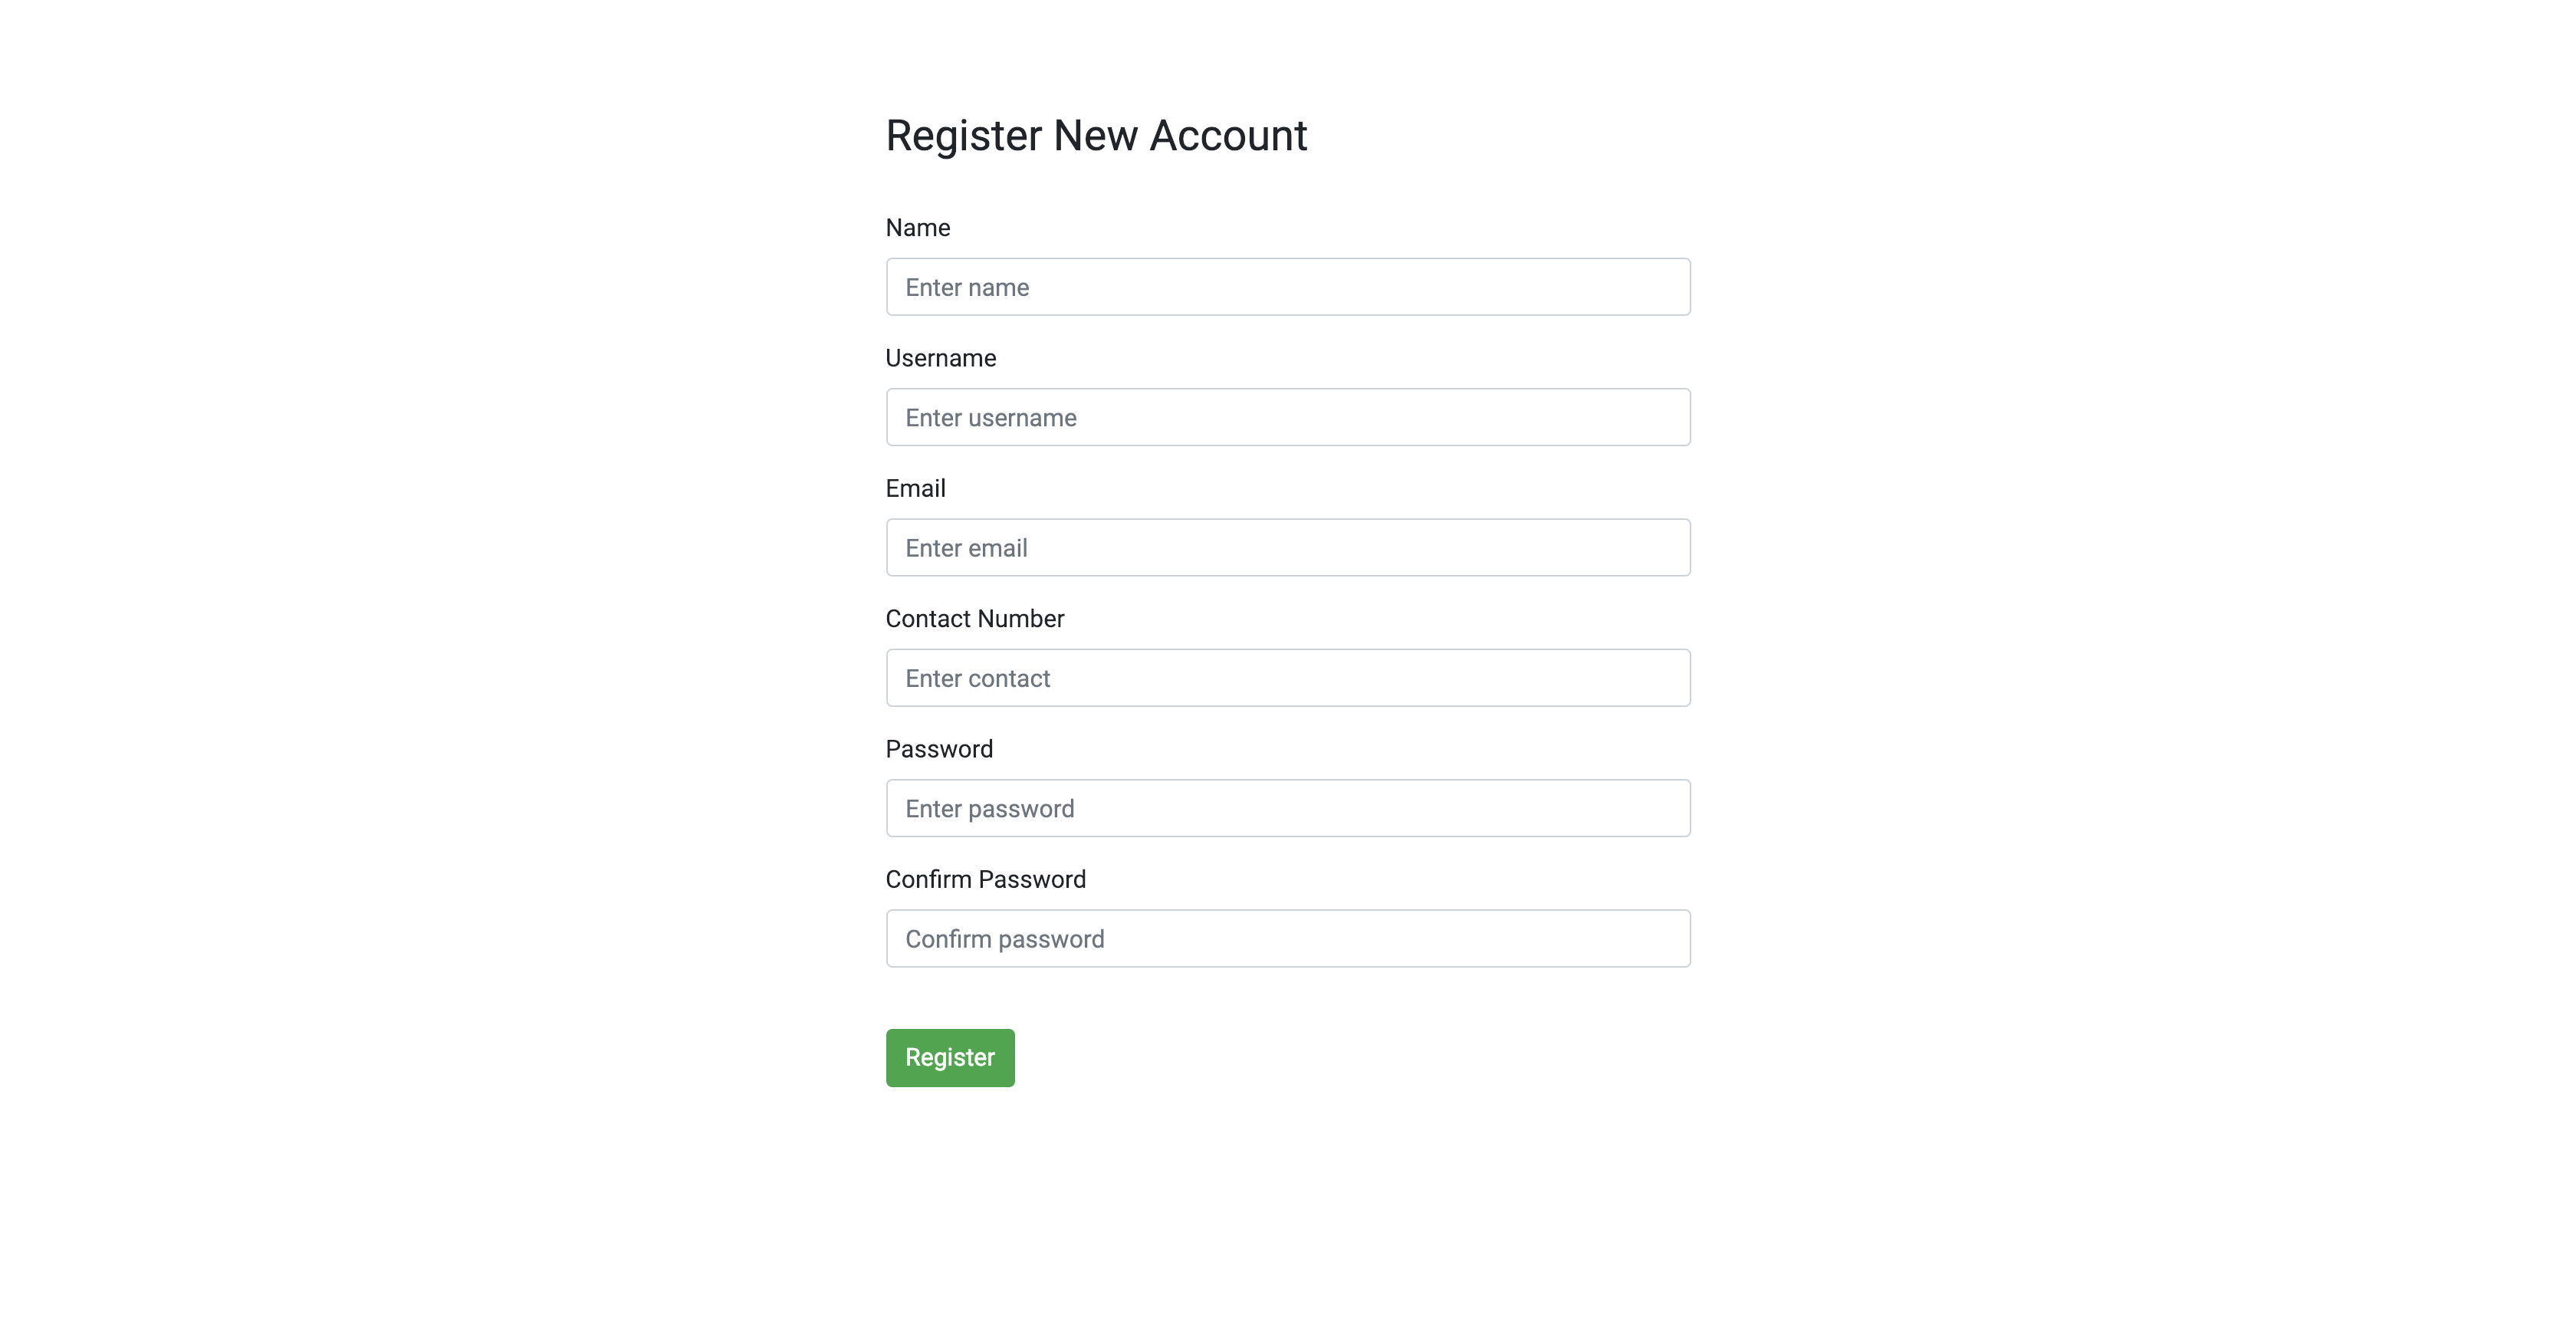 Register New Account
Name
Enter name
Username
Enter username
Email
Enter email
Contact Number
Enter contact
Password
Enter password
Confirm Password
Confirm password
Register